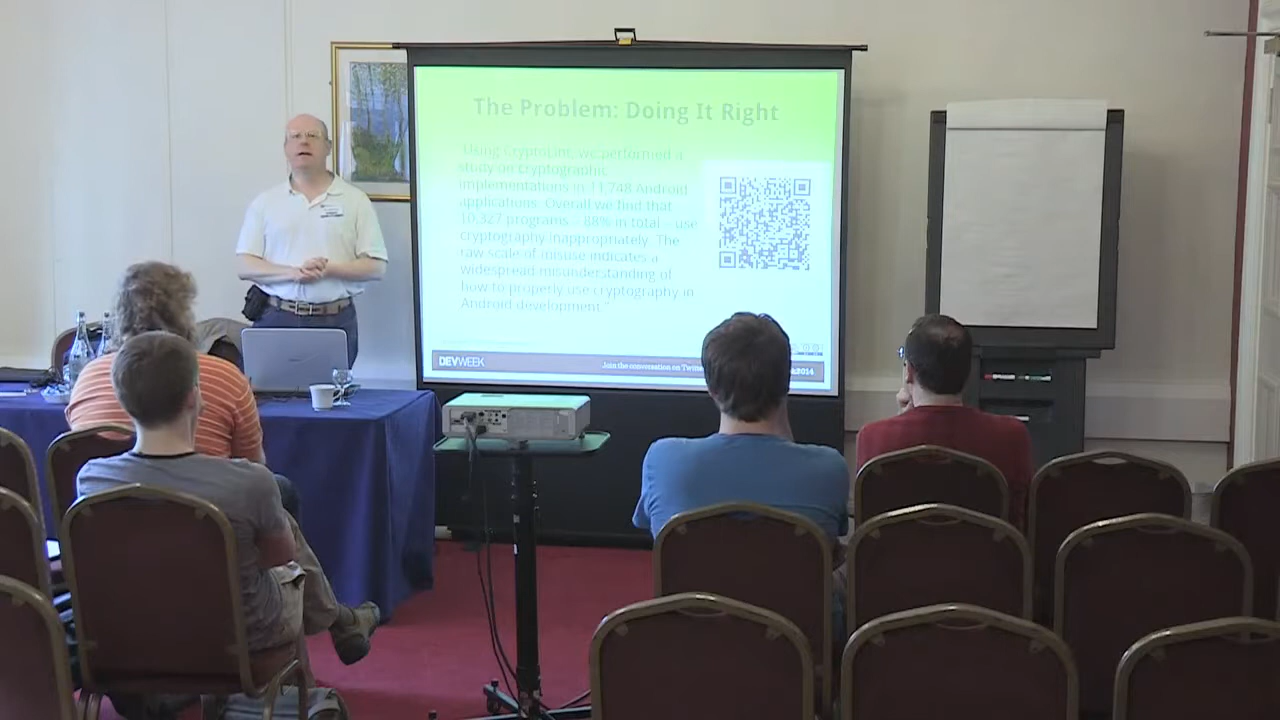 The Problem: Doing It Right
"Using CryptoLint, we performed a
study on cryptographic
implementations in 11,748 Android
applications. Overall we find that
10,327 programs – 88% in total – use
cryptography inappropriately. The
raw scale of misuse indicates a
widespread misunderstanding of
how to properly use cryptography in
Android development."
DEVWEEK
Join the conversation on
2014